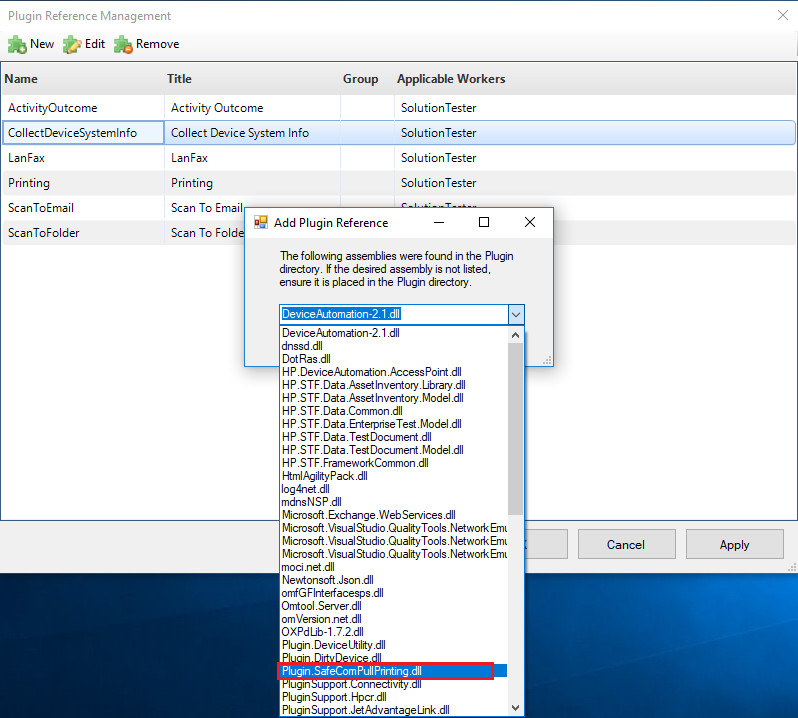 Plugin Reference Management
New Edit Remove
Name Title Group Applicable Workers
ActivityOutcome Activity Outcome SolutionTester
CollectDeviceSystemInfo Collect Device System Info SolutionTester
LanFax LanFax SolutionTester
Printing Printing SolutionTester
ScanToEmail Scan To Email SolutionTester
ScanToFolder Scan To Folde
Add Plugin Reference
The following assemblies were found in the Plugin
directory. If the desired assembly is not listed,
ensure it is placed in the Plugin directory.
DeviceAutomation-2.1.dll
DeviceAutomation-2.1.dll
dnssd.dll
DotRas.dll
HP.DeviceAutomation.AccessPoint.dll
HP.STF.Data.AssetInventory.Library.dll
HP.STF.Data.AssetInventory.Model.dll
HP.STF.Data.Common.dll
HP.STF.Data.EnterpriseTest.Model.dll
HP.STF.Data.TestDocument.dll
HP.STF.Data.TestDocument.Model.dll
HP.STF.FrameworkCommon.dll
HtmlAgilityPack.dll
log4net.dll
mdnsNSP.dll
Microsoft.Exchange.WebServices.dll
Microsoft.VisualStudio.QualityTools.NetworkEmu
Microsoft.VisualStudio.QualityTools.NetworkEmu
Microsoft.VisualStudio.QualityTools.NetworkEmu
moci.net.dll
Newtonsoft.Json.dll
omfGFInterfacesps.dll
Omtool.Server.dll
omVersion.net.dll
OXPdLib-1.7.2.dll
Plugin.DeviceUtility.dll
Plugin.DirtyDevice.dll
Plugin.SafeComPullPrinting.dll
PluginSupport.Connectivity.dll
PluginSupport.Hpcr.dll
PluginSupport.JetAdvantageLink.dll
Cancel Apply